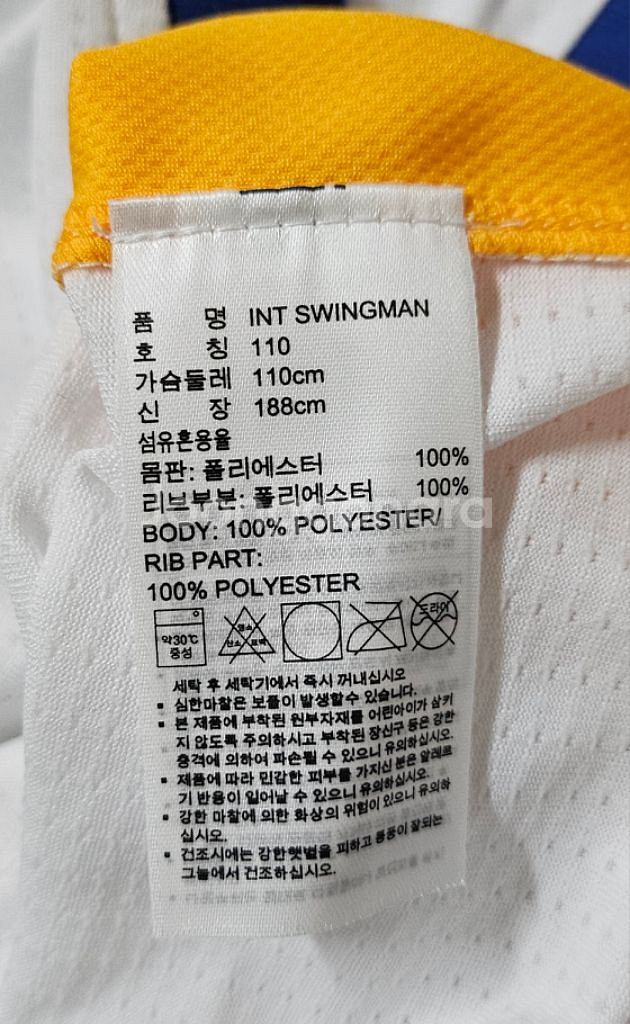 품 명 INT SWINGMAN
호 칭 110
가슴둘레 110cm
신 장 188cm
섬유혼용율
몸판: 폴리에스터 100%
리브부분: 폴리에스터 100%
BODY: 100% POLYESTER/
RIB PART:
100% POLYESTER
약30℃ 중성 염소 산소 표백 드라이
세탁 후 세탁기에서 즉시 꺼내십시오
▪ 심한마찰은 보풀이 발생할수 있습니다.
▪ 본 제품에 부착된 원부자재를 어린아이가 삼키
지 않도록 주의하시고 부착된 장신구 등은 강한
충격에 의하여 파손될 수 있으니 유의하십시오.
▪ 제품에 따라 민감한 피부를 가지신 분은 알레르
기 반응이 일어날 수 있으니 유의하십시오.
▪ 강한 마찰에 의한 화상의 위험이 있으니 유의하
십시오.
▪ 건조시에는 강한햇볕을 피하고 통풍이 잘되는
그늘에서 건조하십시오.